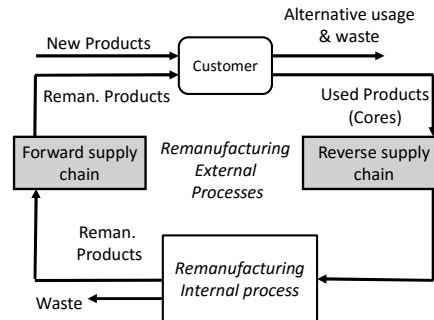 Alternative usage
& waste
New Products
Customer
Reman. Products
Used Products
(Cores)
Forward supply
chain
Remanufacturing
External
Processes
Reverse supply
chain
Reman.
Products
Remanufacturing
Internal process
Waste